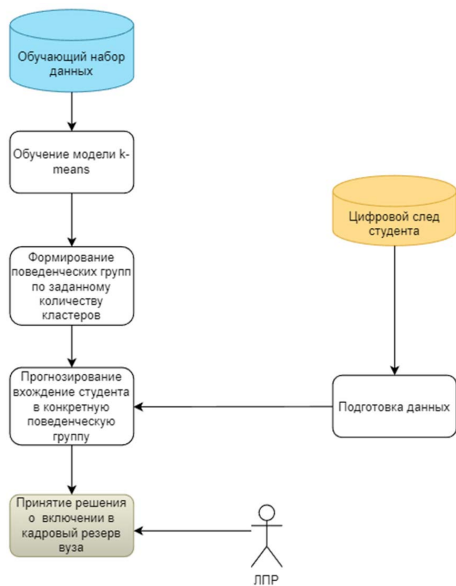 Обучающий набор
данных
Обучение модели k-
means
Цифровой след
студента
Формирование
поведенческих групп
по заданному
количеству
кластеров
Прогнозирование
вхождение студента
в конкретную
поведенческую
группу
Подготовка данных
Принятие решения
о включении в
кадровый резерв
вуза
ЛПР